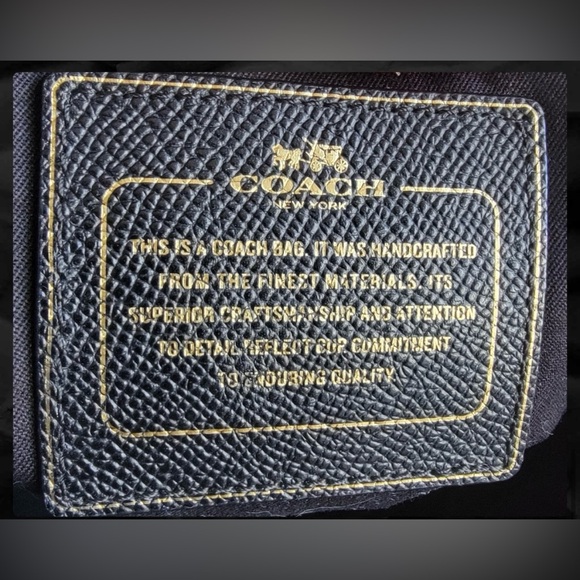 COACH
NEW YORK
THIS IS A COACH BAG. IT WAS HANDCRAFTED
FROM THE FINEST MATERIALS. ITS
SUPERIOR CRAFTSMANSHIP AND ATTENTION
TO DETAIL REFLECT OUR COMMITMENT
TO ENDURING QUALITY.